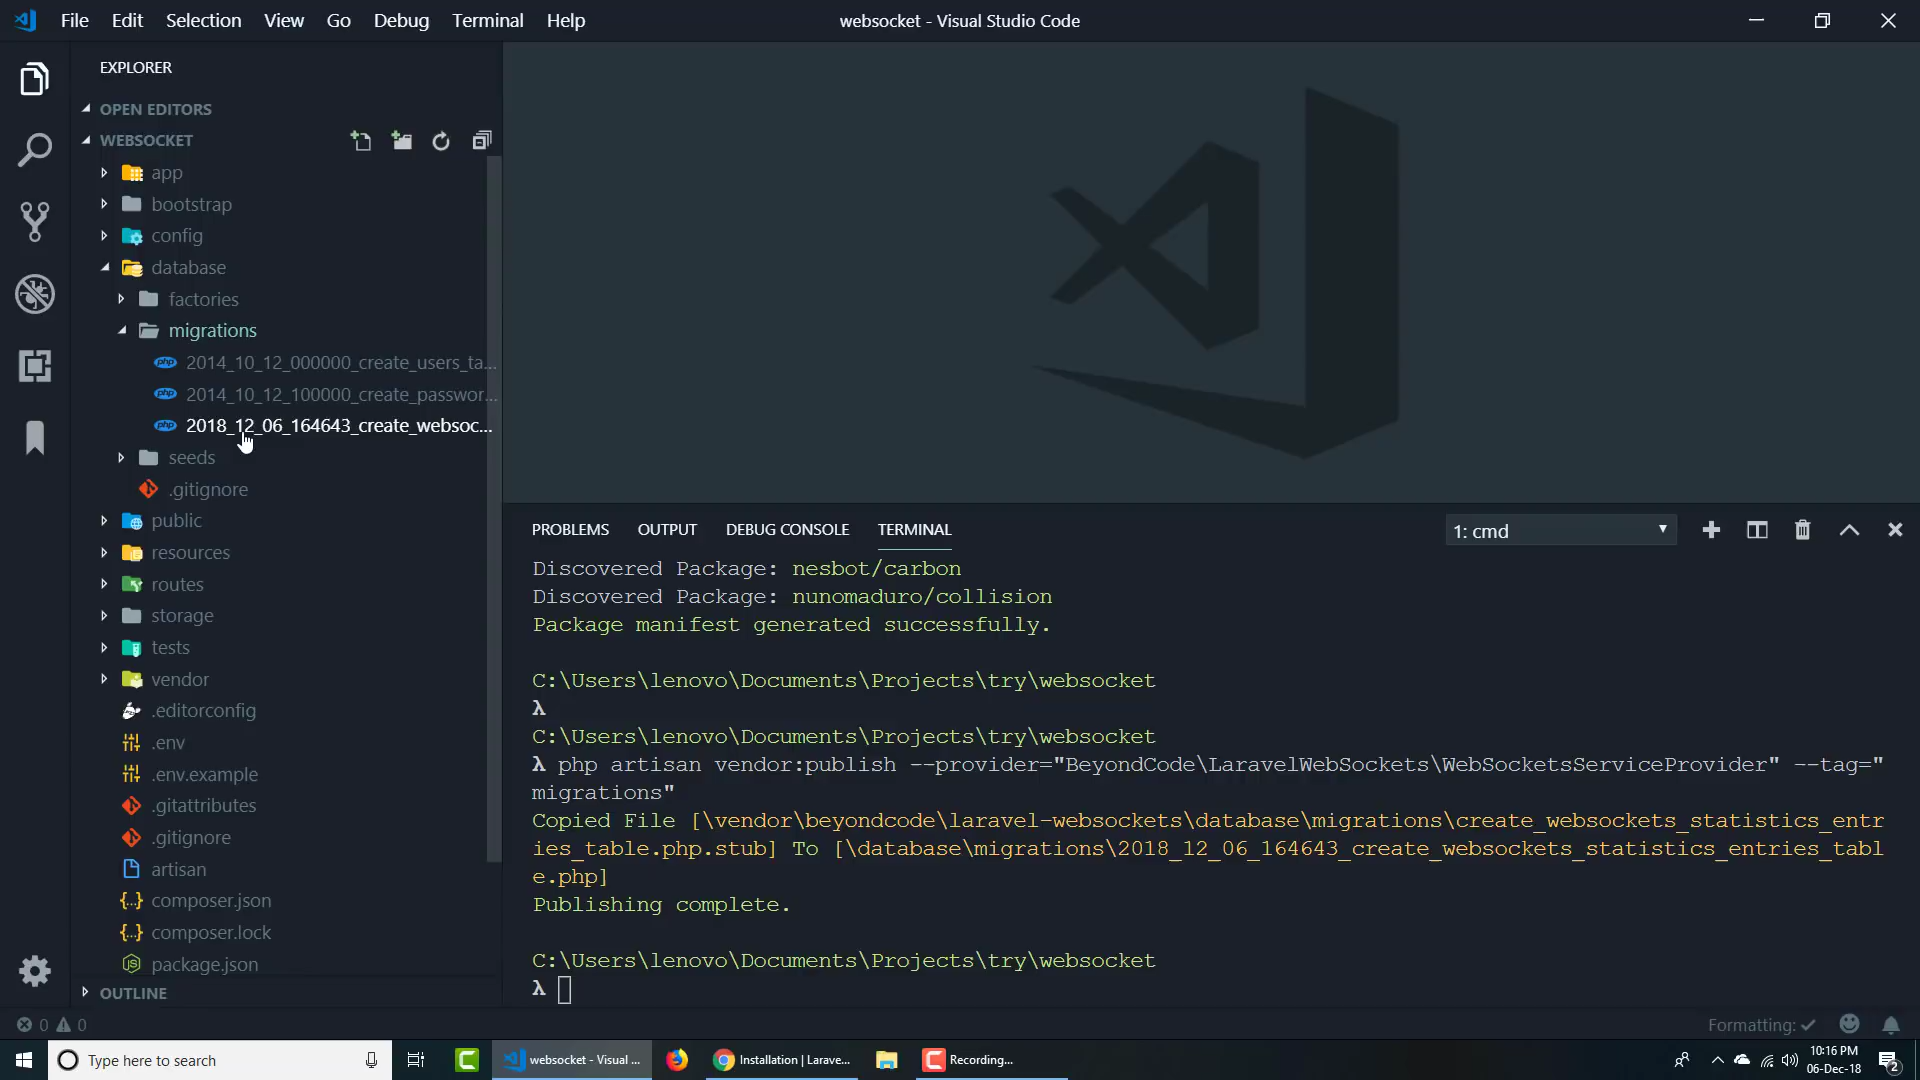 File Edit Selection View Go Debug Terminal Help
websocket - Visual Studio Code
EXPLORER
OPEN EDITORS
WEBSOCKET
app
bootstrap
config
database
factories
migrations
php 2014_10_12_000000_create_users_ta...
php 2014_10_12_100000_create_passwor...
php 2018_12_06_164643_create_websoc...
seeds
.gitignore
public
resources
routes
storage
tests
vendor
.editorconfig
.env
.env.example
.gitattributes
.gitignore
artisan
{..} composer.json
{..} composer.lock
JS package.json
OUTLINE
PROBLEMS OUTPUT DEBUG CONSOLE TERMINAL
1: cmd
Discovered Package: nesbot/carbon
Discovered Package: nunomaduro/collision
Package manifest generated successfully.
C:\Users\lenovo\Documents\Projects\try\websocket
λ
C:\Users\lenovo\Documents\Projects\try\websocket
λ php artisan vendor:publish --provider="BeyondCode\LaravelWebSockets\WebSocketsServiceProvider" --tag="
migrations"
Copied File [\vendor\beyondcode\laravel-websockets\database\migrations\create_websockets_statistics_entr
ies_table.php.stub] To [\database\migrations\2018_12_06_164643_create_websockets_statistics_entries_tabl
e.php]
Publishing complete.
C:\Users\lenovo\Documents\Projects\try\websocket
λ
0 0
Formatting: ✓
Type here to search
C
websocket - Visual ...
Installation | Larave...
C Recording...
10:16 PM
06-Dec-18
2